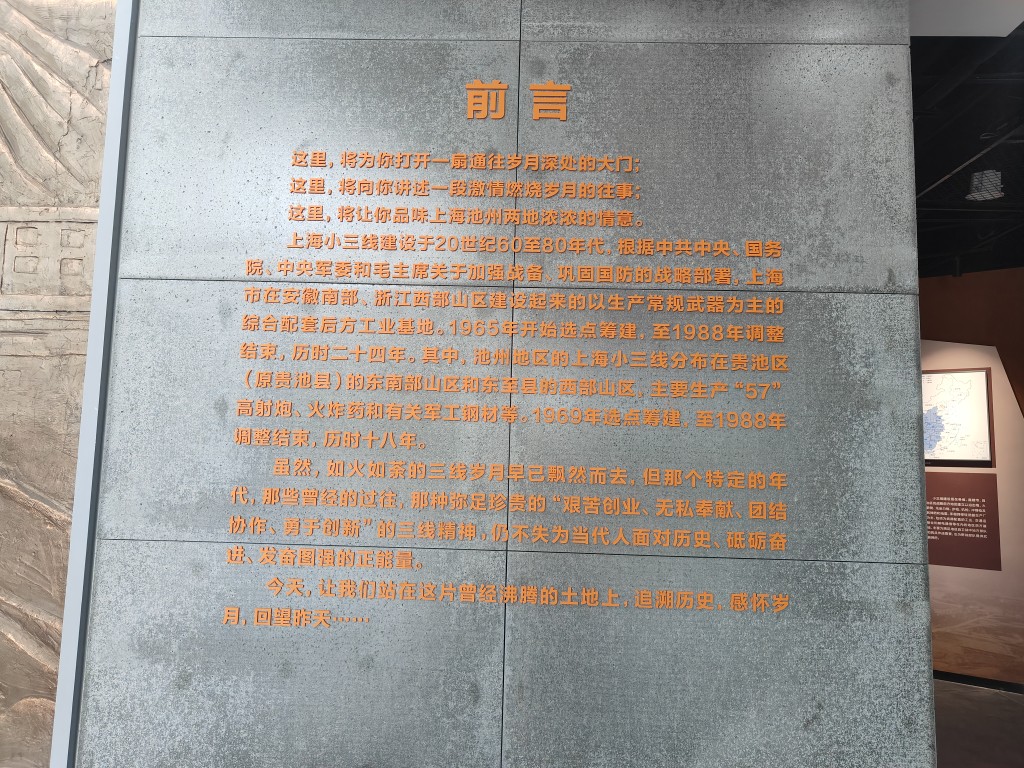 前言
这里，将为你打开一扇通往岁月深处的大门；
这里，将向你讲述一段激情燃烧岁月的往事；
这里，将让你品味上海池州两地浓浓的情意。
上海小三线建设于20世纪60至80年代，根据中共中央、国务
院、中央军委和毛主席关于加强战备、巩固国防的战略部署，上海
市在安徽南部、浙江西部山区建设起来的以生产常规武器为主的
综合配套后方工业基地。1965年开始选点筹建，至1988年调整
结束，历时二十四年。其中，池州地区的上海小三线分布在贵池区
（原贵池县）的东南部山区和东至县的西部山区，主要生产“57”
高射炮、火炸药和有关军工钢材等。1969年选点筹建，至1988年
调整结束，历时十八年。
虽然，如火如荼的三线岁月早已飘然而去，但那个特定的年
代，那些曾经的过往，那种弥足珍贵的“艰苦创业、无私奉献、团结
协作、勇于创新”的三线精神，仍不失为当代人面对历史、砥砺奋
进、发奋图强的正能量。
今天，让我们站在这片曾经沸腾的土地上，追溯历史，感怀岁
月，回望昨天……